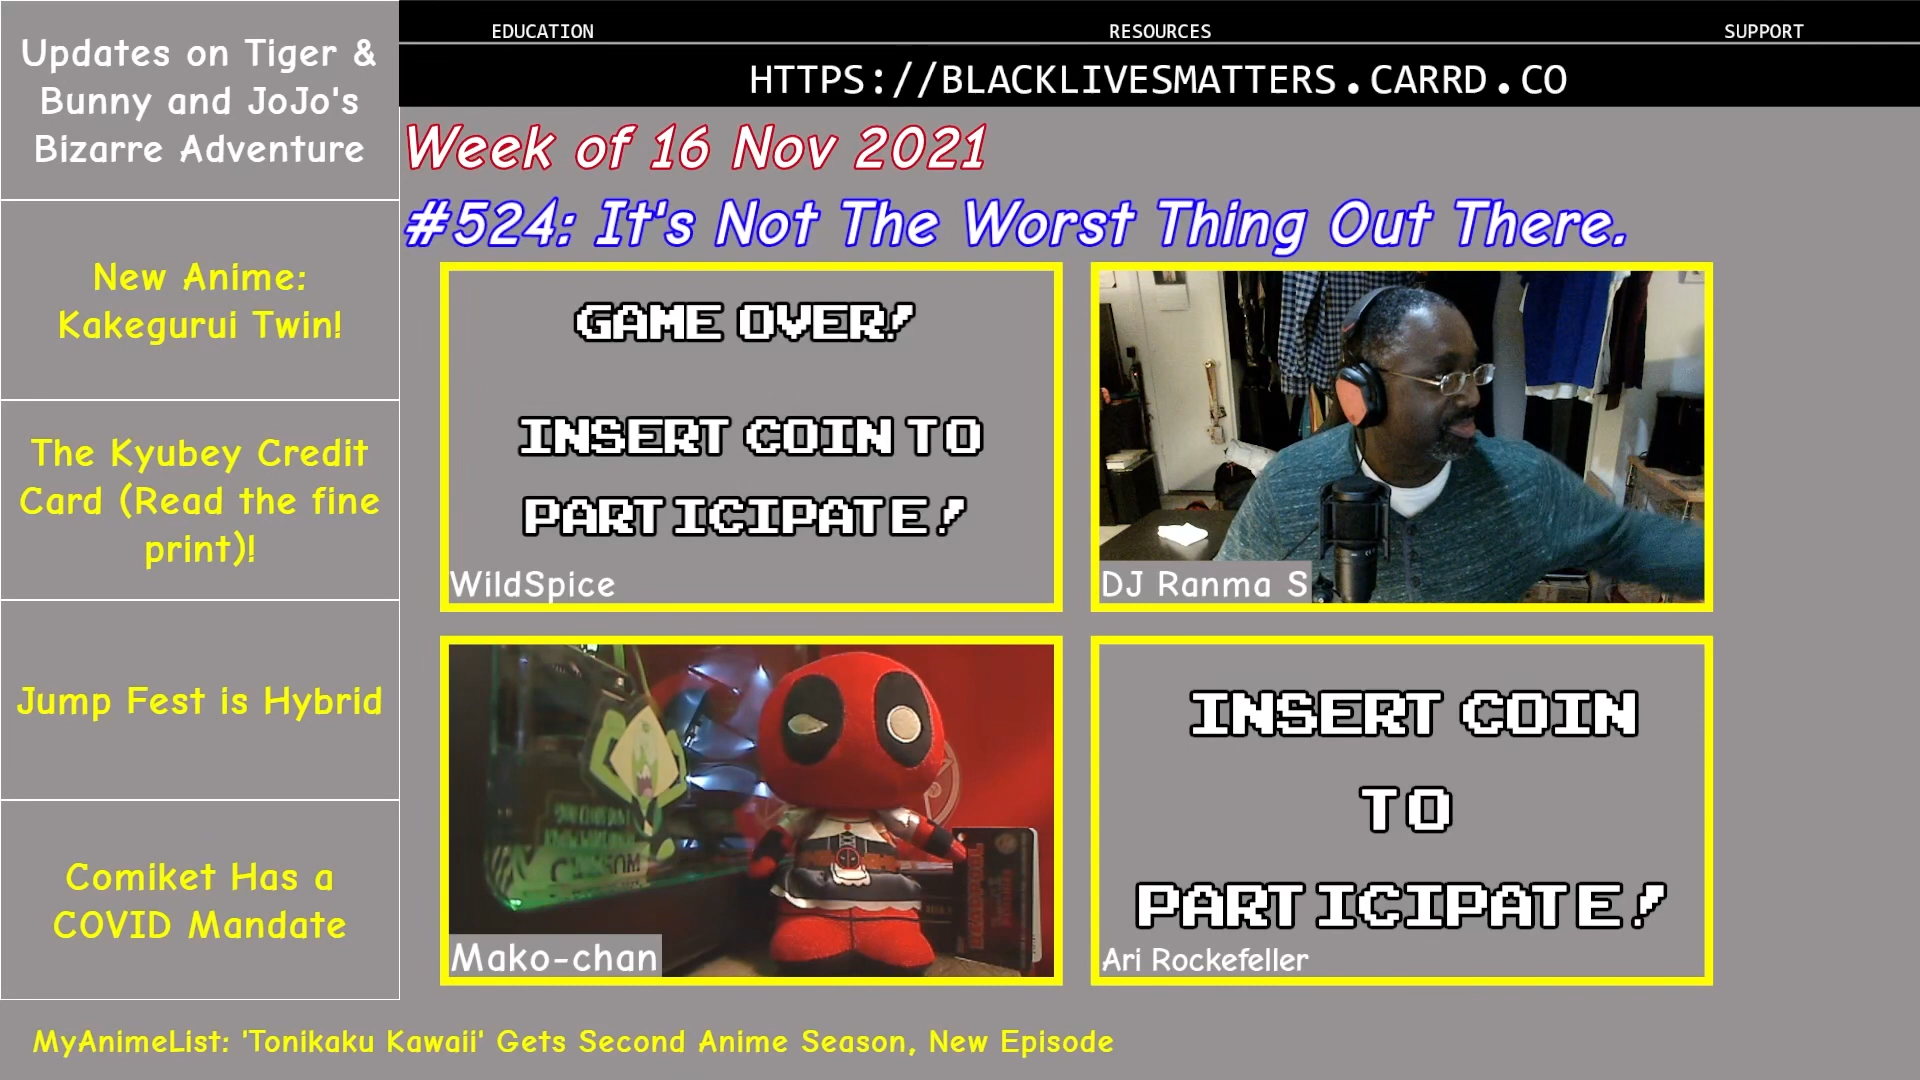 Updates on Tiger &
Bunny and JoJo's
Bizarre Adventure
New Anime:
Kakegurui Twin!
The Kyubey Credit
Card (Read the fine
print)!
Jump Fest is Hybrid
Comiket Has a
COVID Mandate
EDUCATION
RESOURCES
SUPPORT
HTTPS://BLACKLIVESMATTERS.CARRD.CO
Week of 16 Nov 2021
#524: It's Not The Worst Thing Out There.
GAME OVER!
INSERT COIN TO
PARTICIPATE!
WildSpice
DJ Ranma S
DEADPOOL
Mako-chan
INSERT COIN
TO
PARTICIPATE!
Ari Rockefeller
MyAnimeList: 'Tonikaku Kawaii' Gets Second Anime Season, New Episode